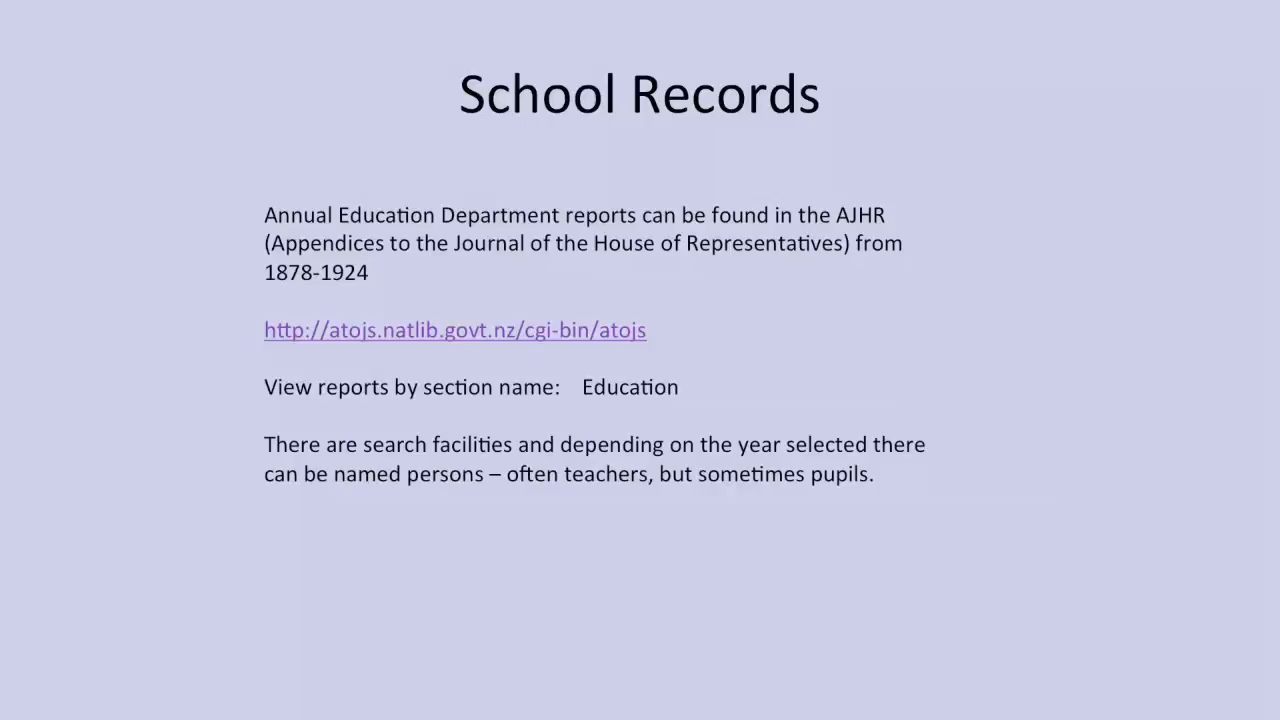 School Records
Annual Education Department reports can be found in the AJHR
(Appendices to the Journal of the House of Representatives) from
1878-1924
http://atojs.natlib.govt.nz/cgi-bin/atojs
View reports by section name: Education
There are search facilities and depending on the year selected there
can be named persons – often teachers, but sometimes pupils.